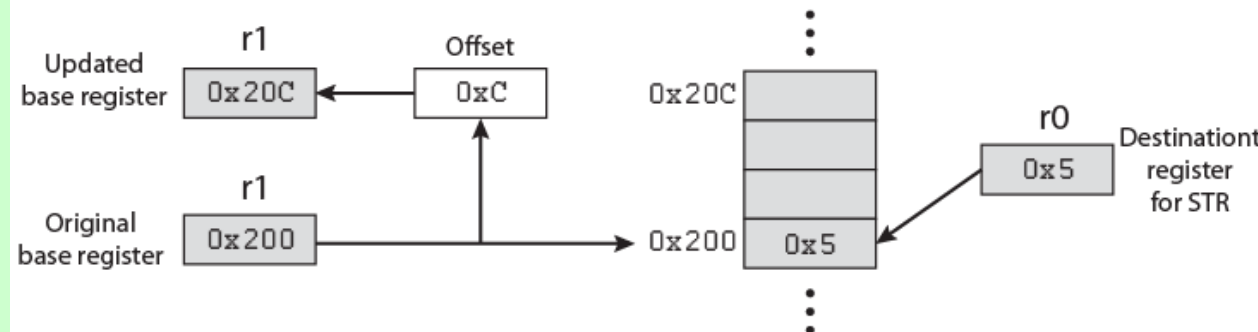 r1
Offset
Updated
base register
0x20C
0xC
0x20C
r0
Destinationt
register
for STR
0x5
r1
Original
base register
0x200
0x200
0x5